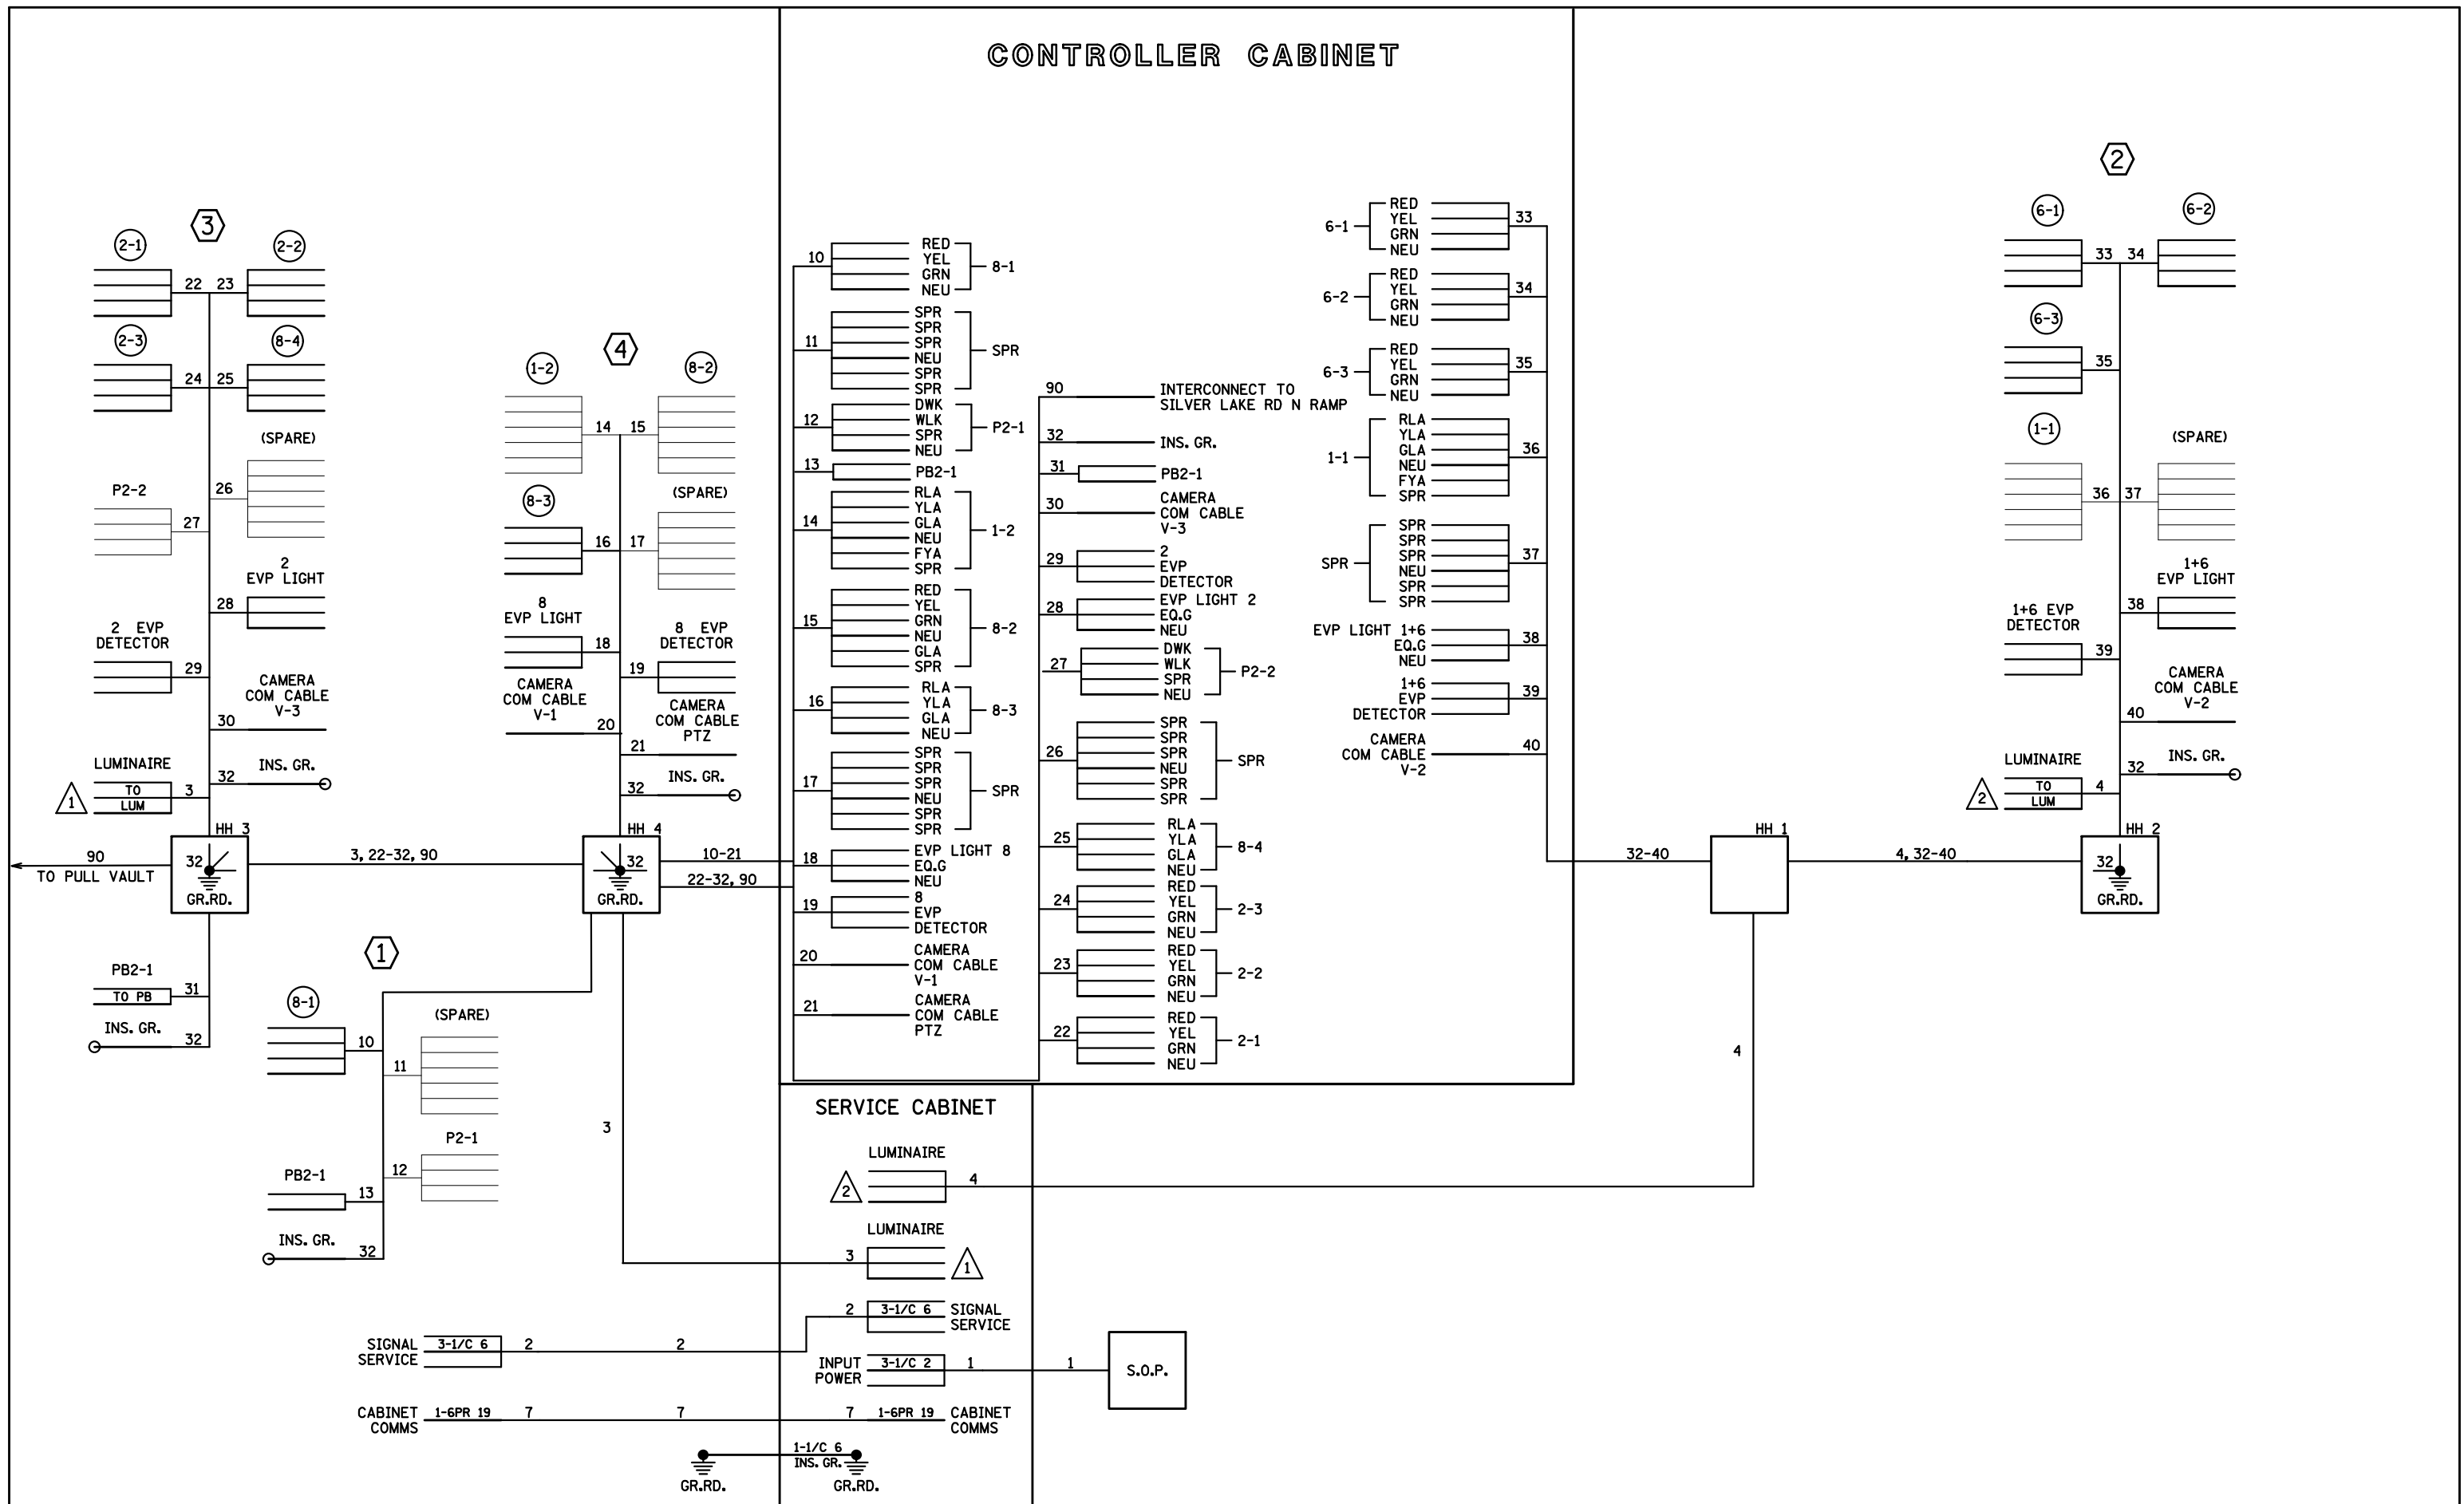 CONTROLLER CABINET
3
2-1
2-2
22
23
2-3
8-4
24
25
(SPARE)
P2-2
26
27
2
EVP LIGHT
28
2 EVP
DETECTOR
29
CAMERA
COM CABLE
V-3
30
LUMINAIRE
TO
LUM
3
1
32
INS. GR.
HH 3
32
GR.RD.
90
TO PULL VAULT
3, 22-32, 90
PB2-1
TO PB
31
INS. GR.
32
4
1-2
8-2
14
15
8-3
(SPARE)
16
17
8
EVP LIGHT
18
8 EVP
DETECTOR
19
CAMERA
COM CABLE
V-1
20
CAMERA
COM CABLE
PTZ
21
32
INS. GR.
HH 4
32
GR.RD.
10-21
22-32, 90
1
8-1
10
(SPARE)
11
P2-1
12
PB2-1
13
INS. GR.
32
3
10
RED
YEL
GRN
NEU
8-1
11
SPR
SPR
SPR
NEU
SPR
SPR
SPR
12
DWK
WLK
SPR
NEU
P2-1
13
PB2-1
14
RLA
YLA
GLA
NEU
FYA
SPR
1-2
15
RED
YEL
GRN
NEU
GLA
SPR
8-2
16
RLA
YLA
GLA
NEU
8-3
17
SPR
SPR
SPR
NEU
SPR
SPR
SPR
18
EVP LIGHT 8
EQ.G
NEU
19
8
EVP
DETECTOR
20
CAMERA
COM CABLE
V-1
21
CAMERA
COM CABLE
PTZ
90
INTERCONNECT TO
SILVER LAKE RD N RAMP
32
INS. GR.
31
PB2-1
30
CAMERA
COM CABLE
V-3
29
2
EVP
DETECTOR
28
EVP LIGHT 2
EQ.G
NEU
27
DWK
WLK
SPR
NEU
P2-2
26
SPR
SPR
SPR
NEU
SPR
SPR
SPR
25
RLA
YLA
GLA
NEU
8-4
24
RED
YEL
GRN
NEU
2-3
23
RED
YEL
GRN
NEU
2-2
22
RED
YEL
GRN
NEU
2-1
6-1
RED
YEL
GRN
NEU
33
6-2
RED
YEL
GRN
NEU
34
6-3
RED
YEL
GRN
NEU
35
1-1
RLA
YLA
GLA
NEU
FYA
SPR
36
SPR
SPR
SPR
SPR
NEU
SPR
SPR
37
EVP LIGHT 1+6
EQ.G
NEU
38
1+6
EVP
DETECTOR
39
CAMERA
COM CABLE
V-2
40
32-40
HH 1
4, 32-40
4
2
6-1
6-2
33
34
6-3
35
1-1
(SPARE)
36
37
1+6
EVP LIGHT
38
1+6 EVP
DETECTOR
39
CAMERA
COM CABLE
V-2
40
LUMINAIRE
TO
LUM
4
2
32
INS. GR.
HH 2
32
GR.RD.
SERVICE CABINET
LUMINAIRE
2
4
LUMINAIRE
3
1
SIGNAL
SERVICE
3-1/C 6
2
2
2
3-1/C 6
SIGNAL
SERVICE
INPUT
POWER
3-1/C 2
1
1
S.O.P.
CABINET
COMMS
1-6PR 19
7
7
7
1-6PR 19
CABINET
COMMS
1-1/C 6
INS. GR.
GR.RD.
GR.RD.